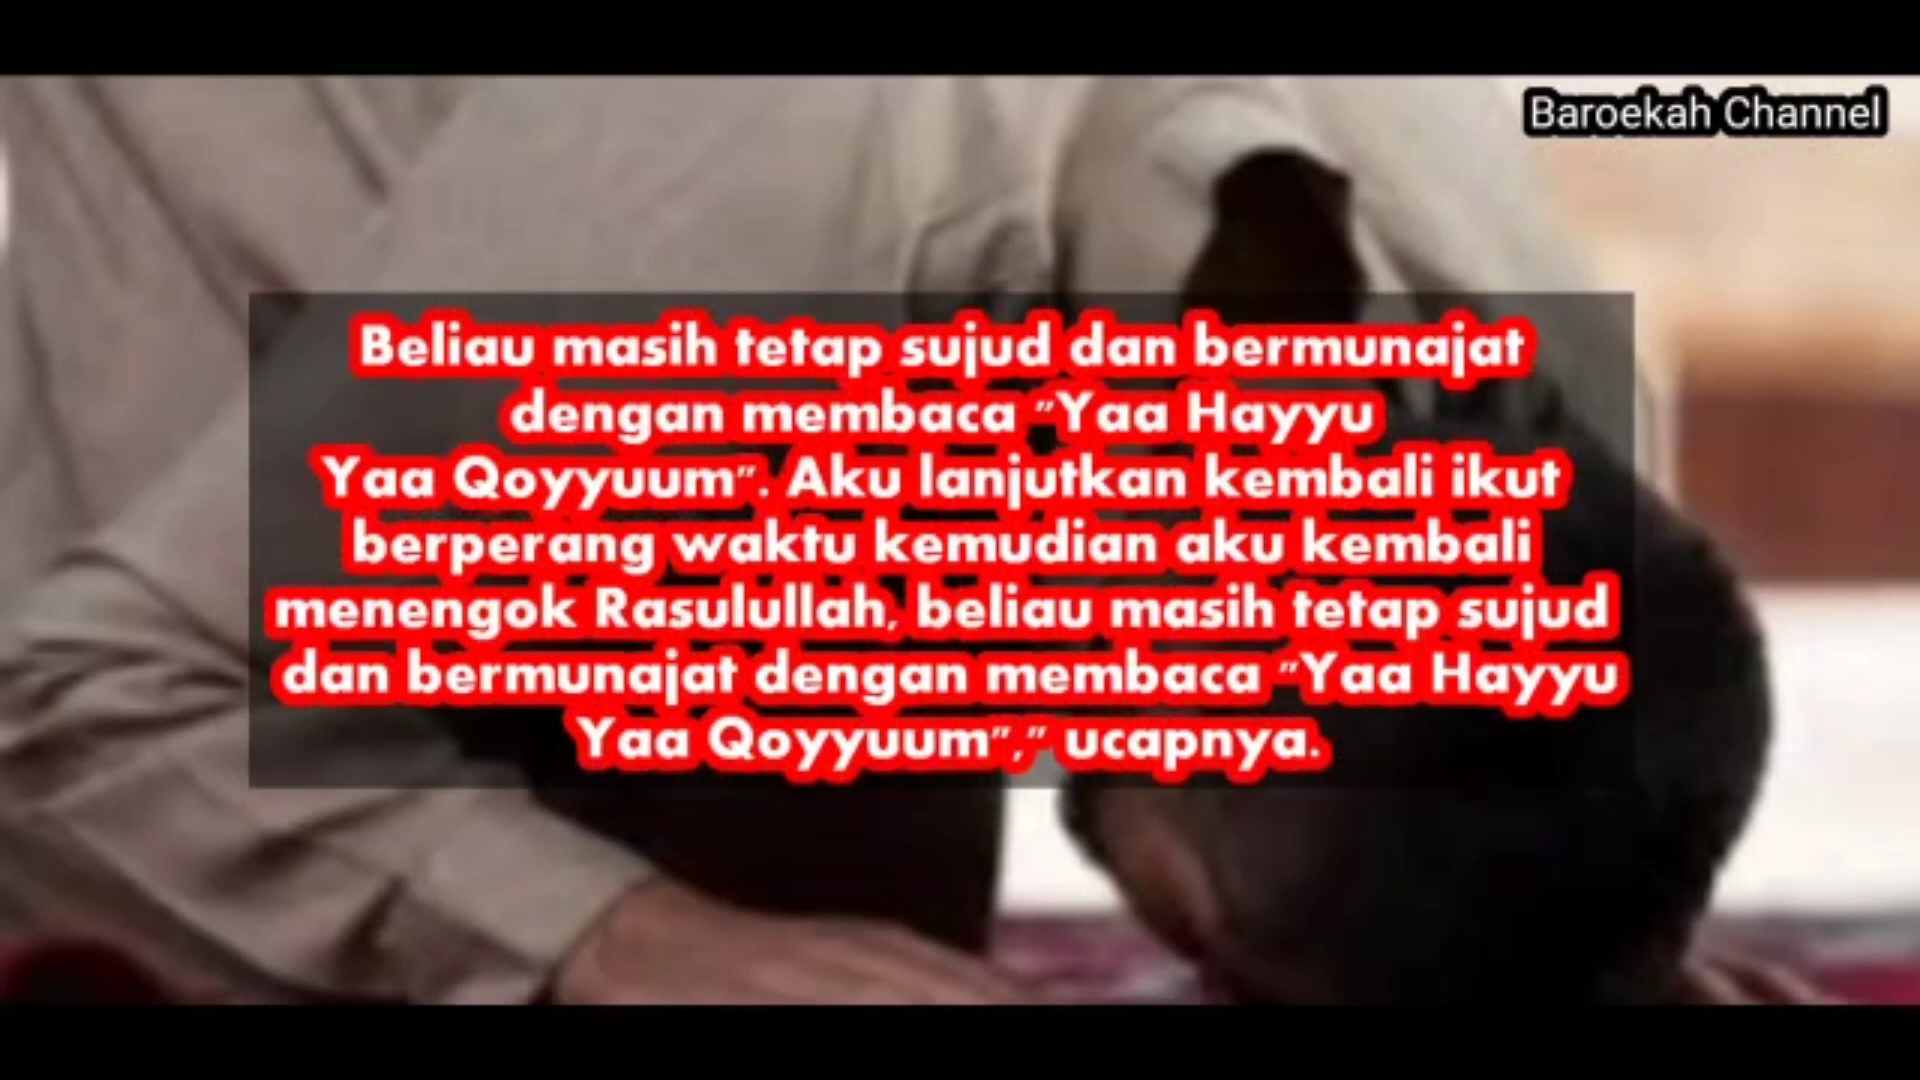 Baroekah Channel
Beliau masih tetap sujud dan bermunajat
dengan membaca "Yaa Hayyu
Yaa Qoyyuum". Aku lanjutkan kembali ikut
berperang waktu kemudian aku kembali
menengok Rasulullah, beliau masih tetap sujud
dan bermunajat dengan membaca "Yaa Hayyu
Yaa Qoyyuum"," ucapnya.